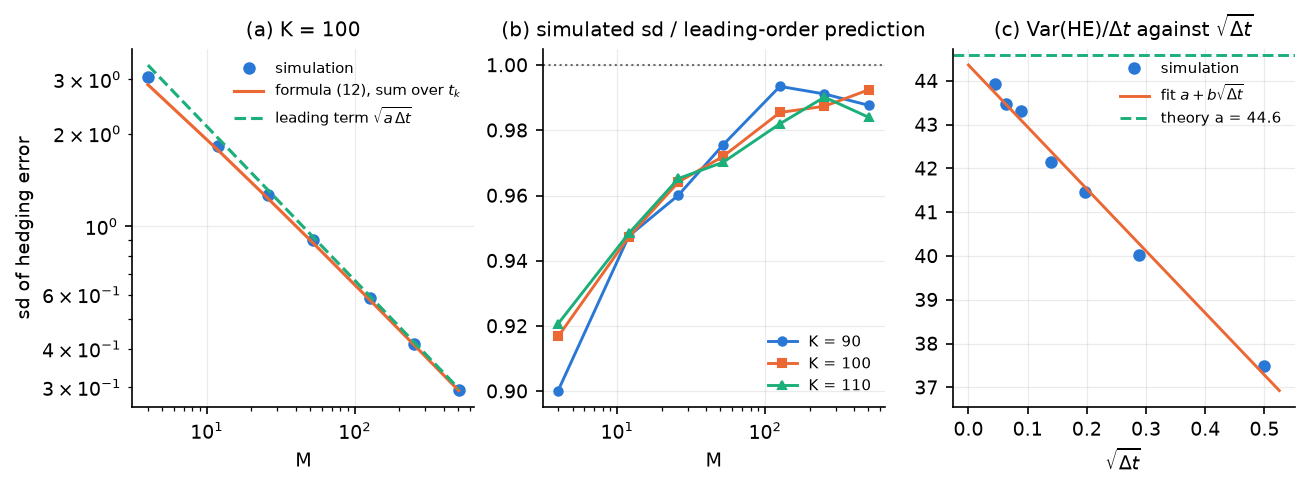 (a) K = 100
sd of hedging error
3 × 10⁰
2 × 10⁰
10⁰
6 × 10⁻¹
4 × 10⁻¹
3 × 10⁻¹
simulation
formula (12), sum over tₖ
leading term √(a Δt)
10¹ 10²
M
(b) simulated sd / leading-order prediction
1.00
0.98
0.96
0.94
0.92
0.90
K = 90
K = 100
K = 110
10¹ 10²
M
(c) Var(HE)/Δt against √Δt
44
43
42
41
40
39
38
37
simulation
fit a + b√Δt
theory a = 44.6
0.0 0.1 0.2 0.3 0.4 0.5
√Δt